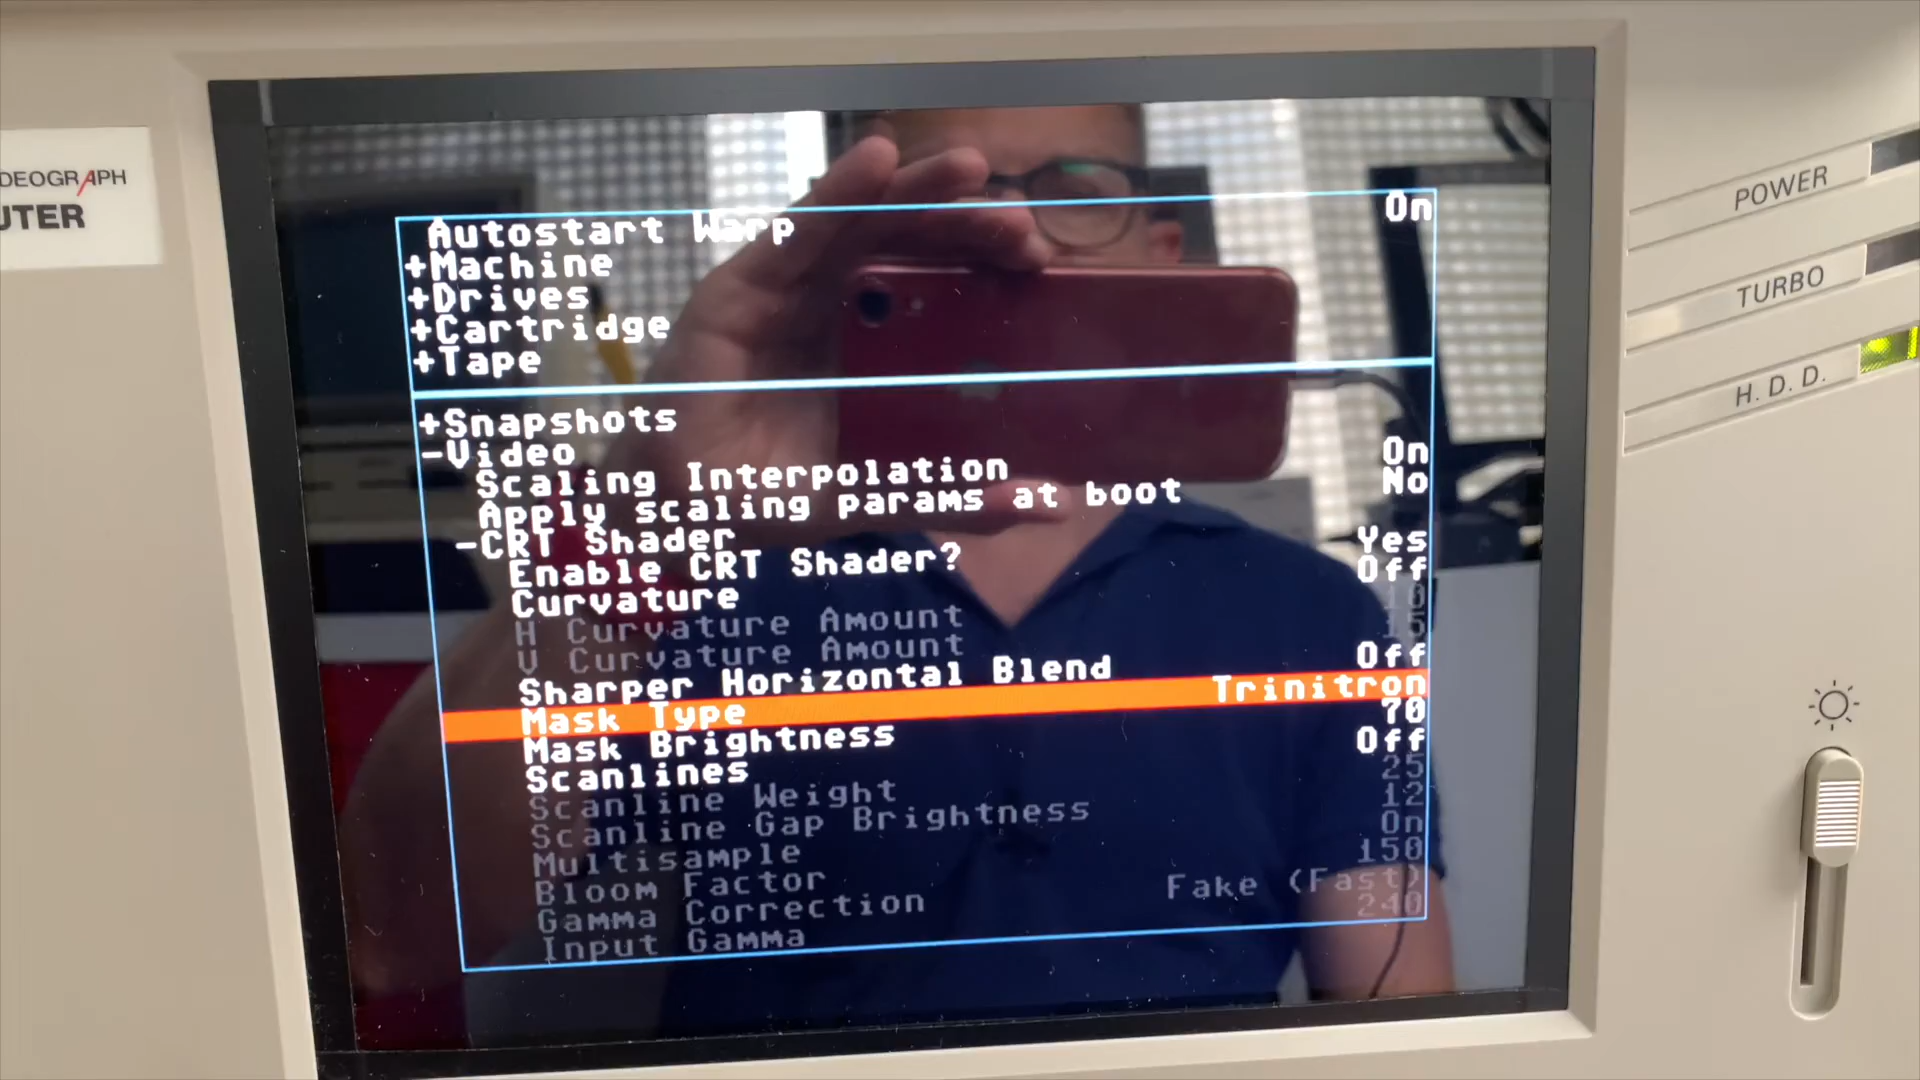 DEOGRAPH
UTER
Autostart Warp On
+Machine
+Drives
+Cartridge
+Tape
+Snapshots
-Video
Scaling Interpolation On
Apply scaling params at boot No
-CRT Shader
Enable CRT Shader? Yes
Curvature Off
H Curvature Amount 10
V Curvature Amount 15
Sharper Horizontal Blend Off
Mask Type Trinitron
Mask Brightness 70
Scanlines Off
Scanline Weight 25
Scanline Gap Brightness 12
Multisample On
Bloom Factor 150
Gamma Correction Fake (Fast)
Input Gamma 240
POWER
TURBO
H. D. D.